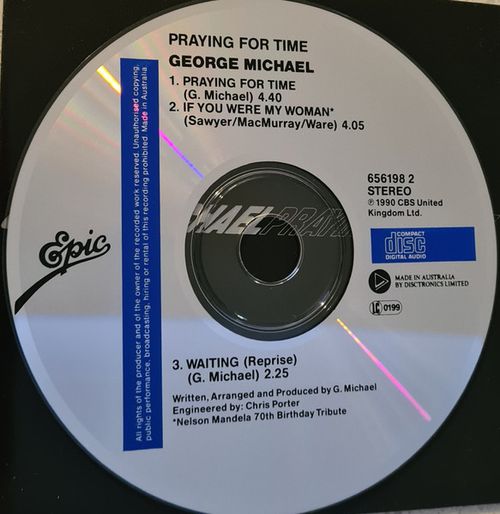 PRAYING FOR TIME
GEORGE MICHAEL
1. PRAYING FOR TIME
(G. Michael) 4.40
2. IF YOU WERE MY WOMAN*
(Sawyer/MacMurray/Ware) 4.05
656198 2
STEREO
℗ 1990 CBS United
Kingdom Ltd.
COMPACT
disc
DIGITAL AUDIO
MADE IN AUSTRALIA
BY DISCTRONICS LIMITED
0199
Epic
All rights of the producer and of the owner of the recorded work reserved. Unauthorised copying,
public performance, broadcasting, hiring or rental of this recording prohibited. Made in Australia.
HAEL PRAY
3. WAITING (Reprise)
(G. Michael) 2.25
Written, Arranged and Produced by G. Michael
Engineered by: Chris Porter
*Nelson Mandela 70th Birthday Tribute